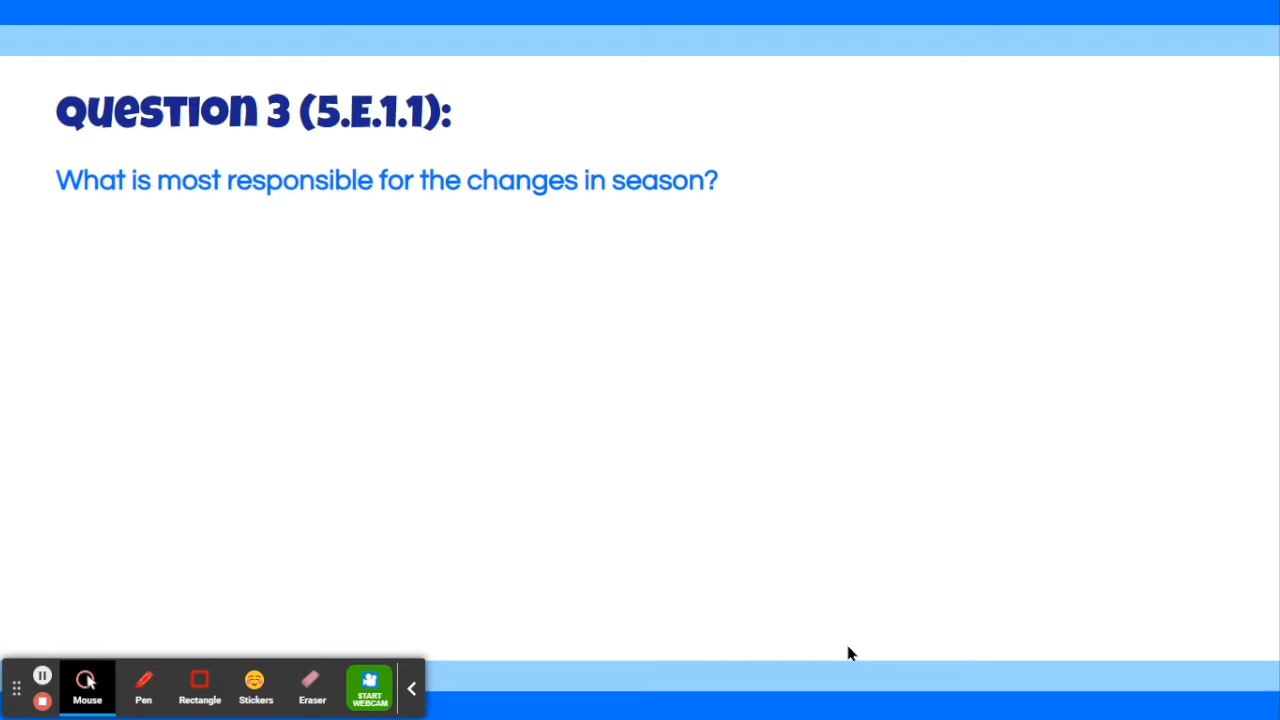 Question 3 (5.E.1.1):
What is most responsible for the changes in season?
Mouse
Pen
Rectangle
Stickers
Eraser
START
WEBCAM